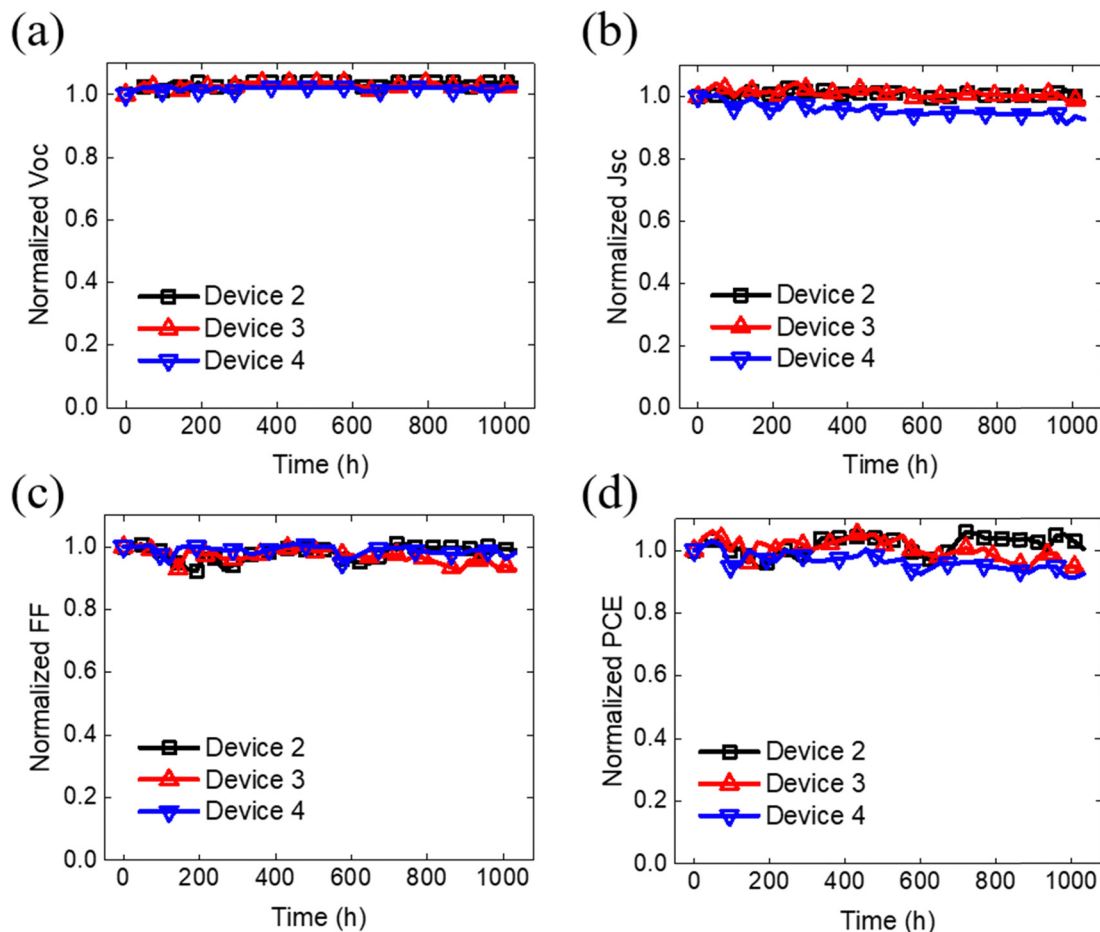 (a)
Normalized Voc
1.0
0.8
0.6
0.4
0.2
0.0
Device 2
Device 3
Device 4
0 200 400 600 800 1000
Time (h)
(b)
Normalized Jsc
1.0
0.8
0.6
0.4
0.2
0.0
Device 2
Device 3
Device 4
0 200 400 600 800 1000
Time (h)
(c)
Normalized FF
1.0
0.8
0.6
0.4
0.2
0.0
Device 2
Device 3
Device 4
0 200 400 600 800 1000
Time (h)
(d)
Normalized PCE
1.0
0.8
0.6
0.4
0.2
0.0
Device 2
Device 3
Device 4
0 200 400 600 800 1000
Time (h)